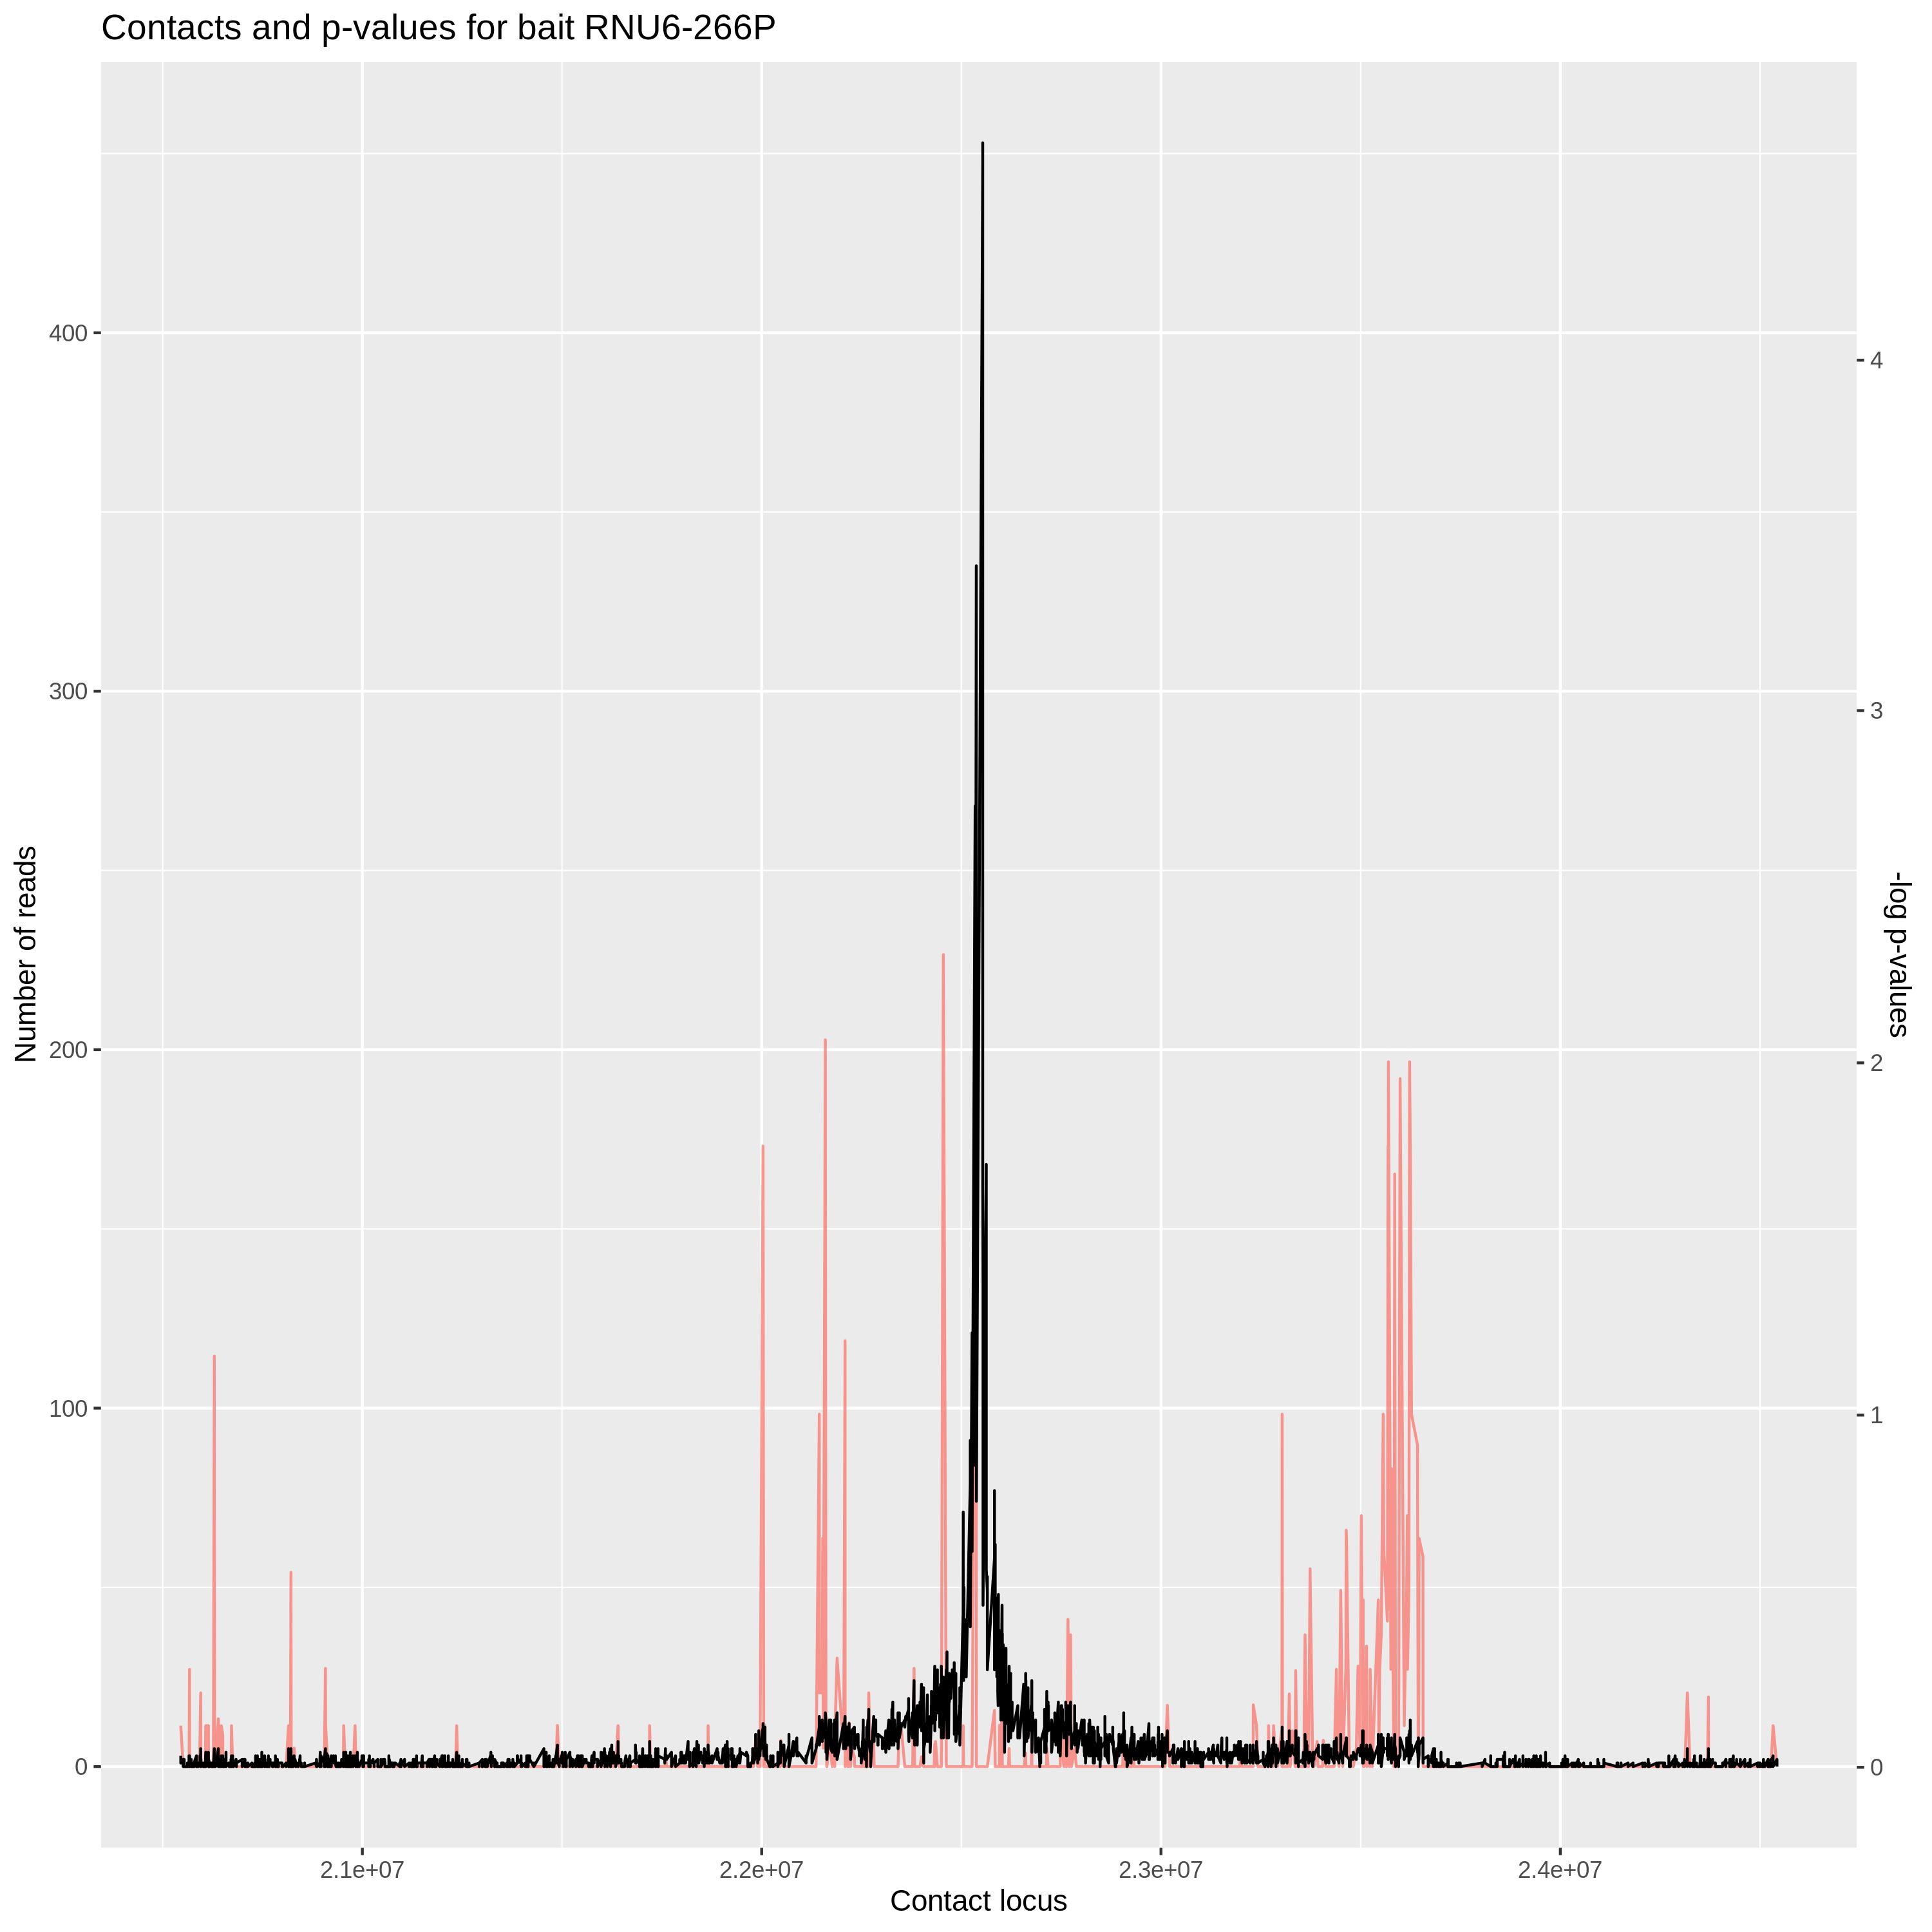 Contacts and p-values for bait RNU6-266P
Number of reads
400
300
200
100
0
4
3
2
1
0
-log p-values
2.1e+07
2.2e+07
2.3e+07
2.4e+07
Contact locus